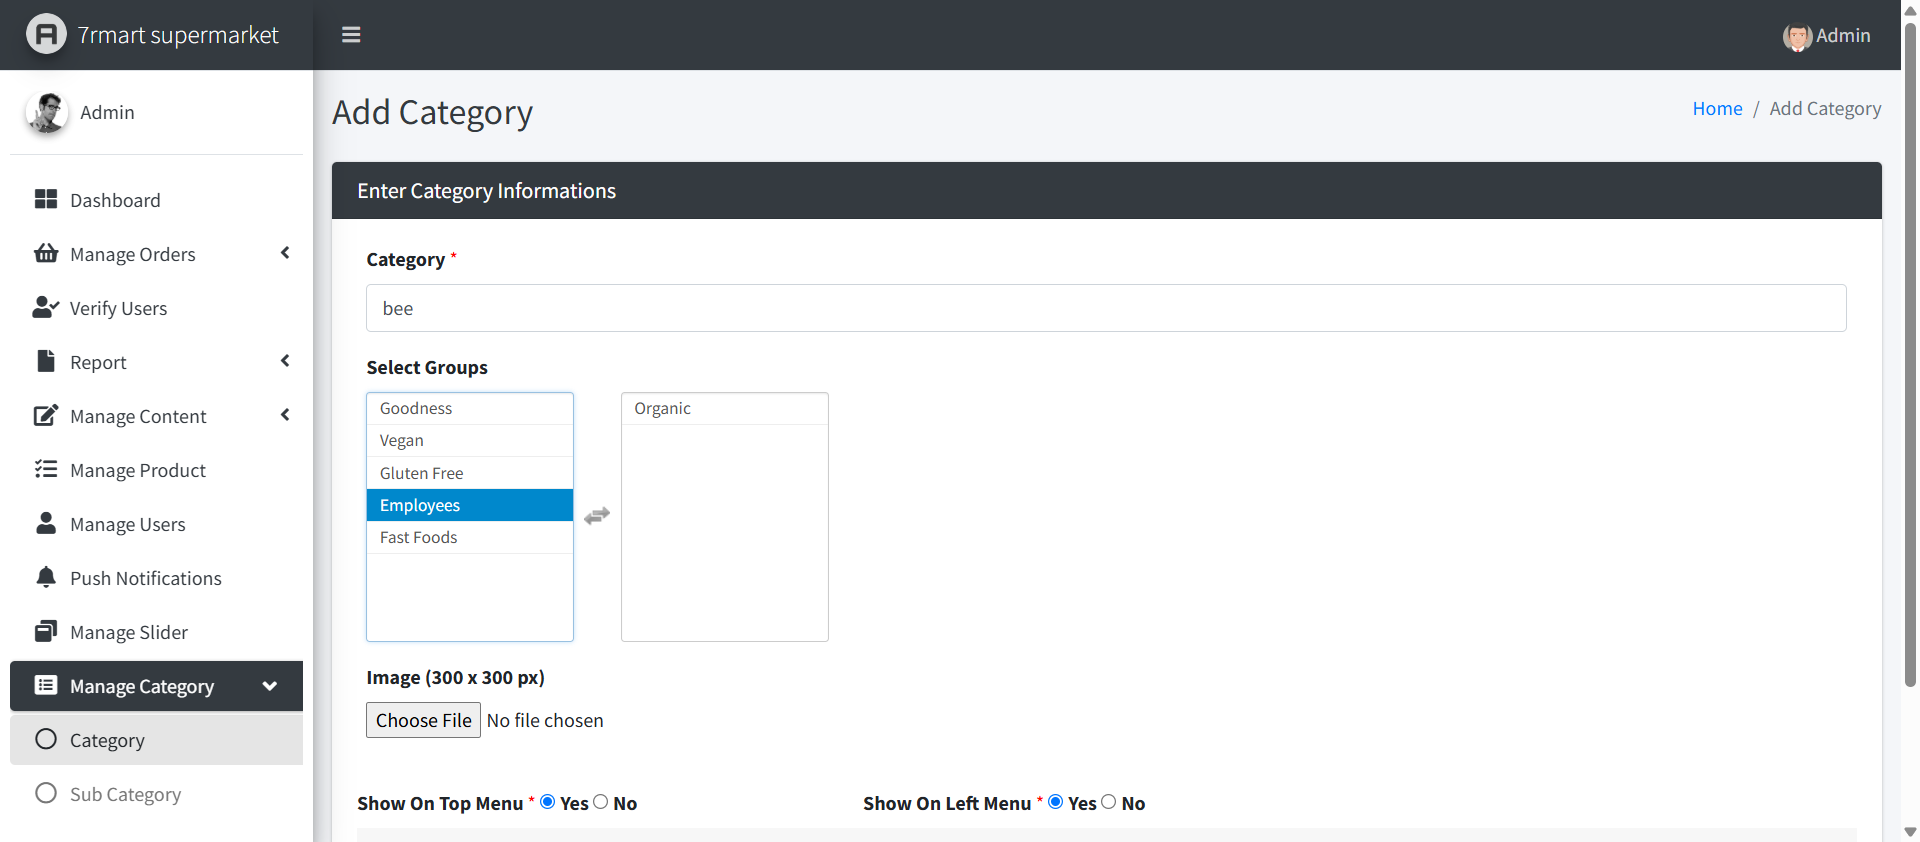 7rmart supermarket
Admin
Admin
Add Category
Home / Add Category
Dashboard
Manage Orders
Verify Users
Report
Manage Content
Manage Product
Manage Users
Push Notifications
Manage Slider
Manage Category
Category
Sub Category
Enter Category Informations
Category *
bee
Select Groups
Goodness
Vegan
Gluten Free
Employees
Fast Foods
Organic
Image (300 x 300 px)
Choose File No file chosen
Show On Top Menu * Yes No
Show On Left Menu * Yes No